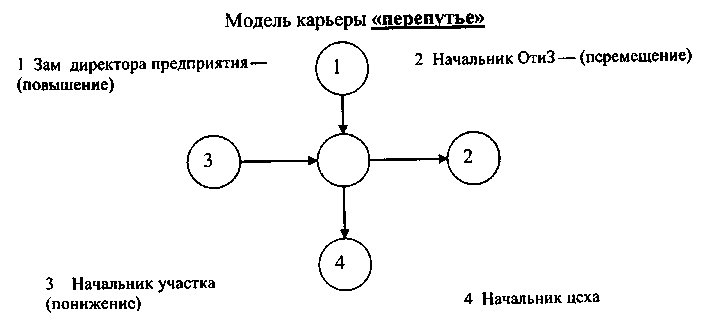 Модель карьеры «перепутье»
1 Зам директора предприятия—
(повышение)
1
2 Начальник ОтиЗ — (перемещение)
3
2
4
3 Начальник участка
(понижение)
4 Начальник цеха